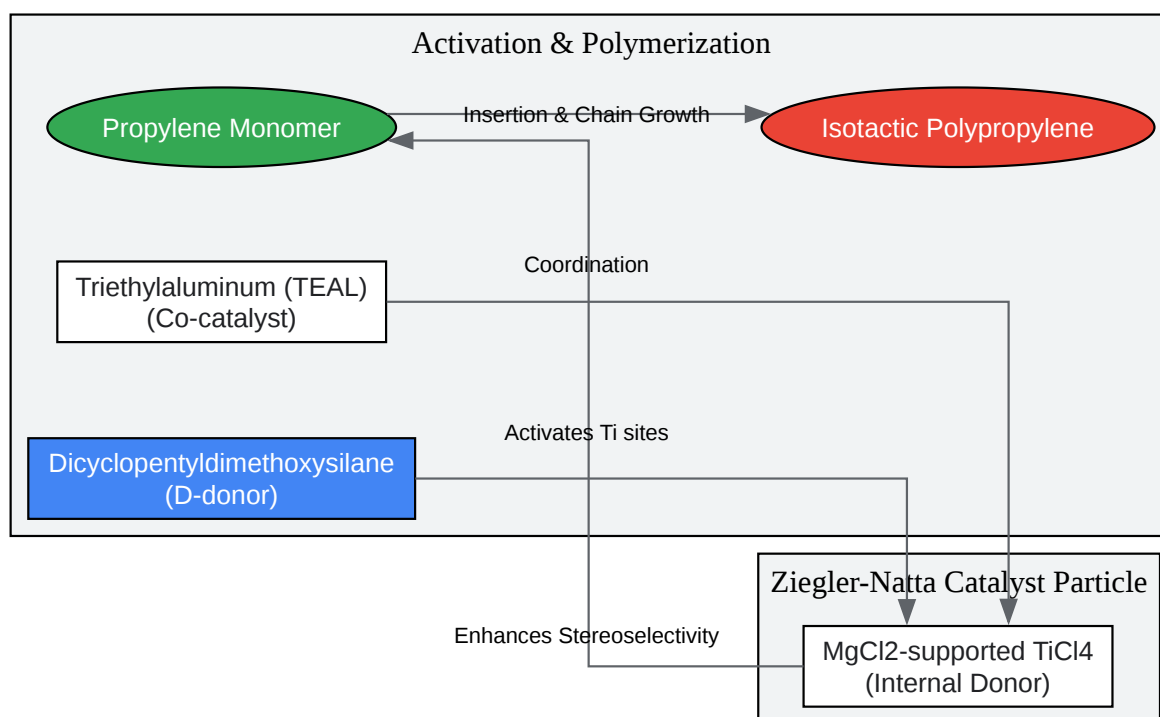 Activation & Polymerization
Propylene Monomer
Insertion & Chain Growth
Isotactic Polypropylene
Coordination
Triethylaluminum (TEAL)
(Co-catalyst)
Activates Ti sites
Dicyclopentyldimethoxysilane
(D-donor)
Ziegler-Natta Catalyst Particle
Enhances Stereoselectivity
MgCl2-supported TiCl4
(Internal Donor)